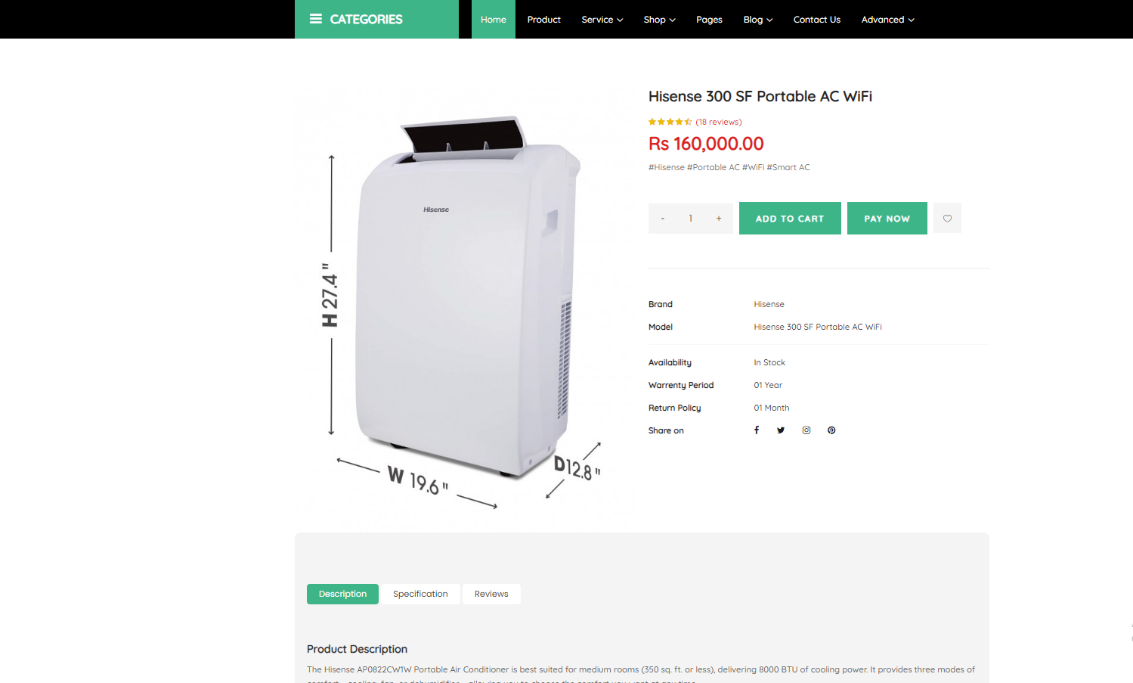 CATEGORIES
Home Product Service Shop Pages Blog Contact Us Advanced
Hisense 300 SF Portable AC WiFi
(18 reviews)
Rs 160,000.00
#Hisense #Portable AC #WiFi #Smart AC
- 1 + ADD TO CART PAY NOW
Hisense
H 27.4"
W 19.6"
D12.8"
Brand Hisense
Model Hisense 300 SF Portable AC WiFi
Availability In Stock
Warrenty Period 01 Year
Return Policy 01 Month
Share on
Description Specification Reviews
Product Description
The Hisense AP0822CW1W Portable Air Conditioner is best suited for medium rooms (350 sq. ft. or less), delivering 8000 BTU of cooling power. It provides three modes of